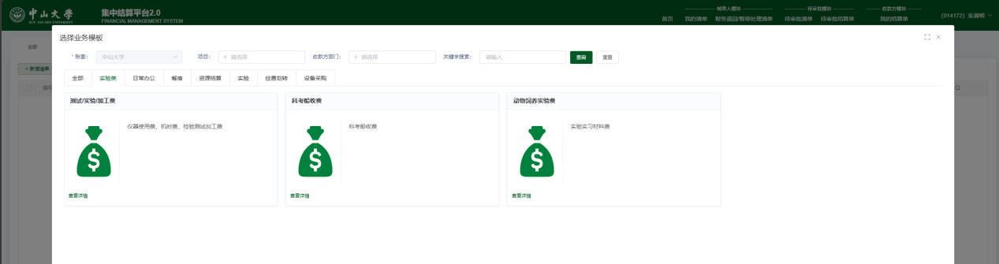 中山大学
SUN YAT-SEN UNIVERSITY
集中结算平台2.0
FINANCIAL MANAGEMENT SYSTEM
制单人模块
待审批模块
收款方模块
首页 我的清单 财务退回/暂停处理清单 待审批清单 待审批结算单 我的结算单
(014172) 朱淑明
全部
+ 新增清单
序号
选择业务模板
* 账套: 中山大学 项目: + 请选择 收款方部门: + 请选择 关键字搜索: 请输入 查询 重置
全部 实验类 日常办公 餐宿 资源结算 实验 经费划转 设备采购
测试/实验/加工费
仪器使用费、机时费、检验测试加工费
查看详情
科考船收费
科考船收费
查看详情
动物饲养实验费
实验实习材料费
查看详情